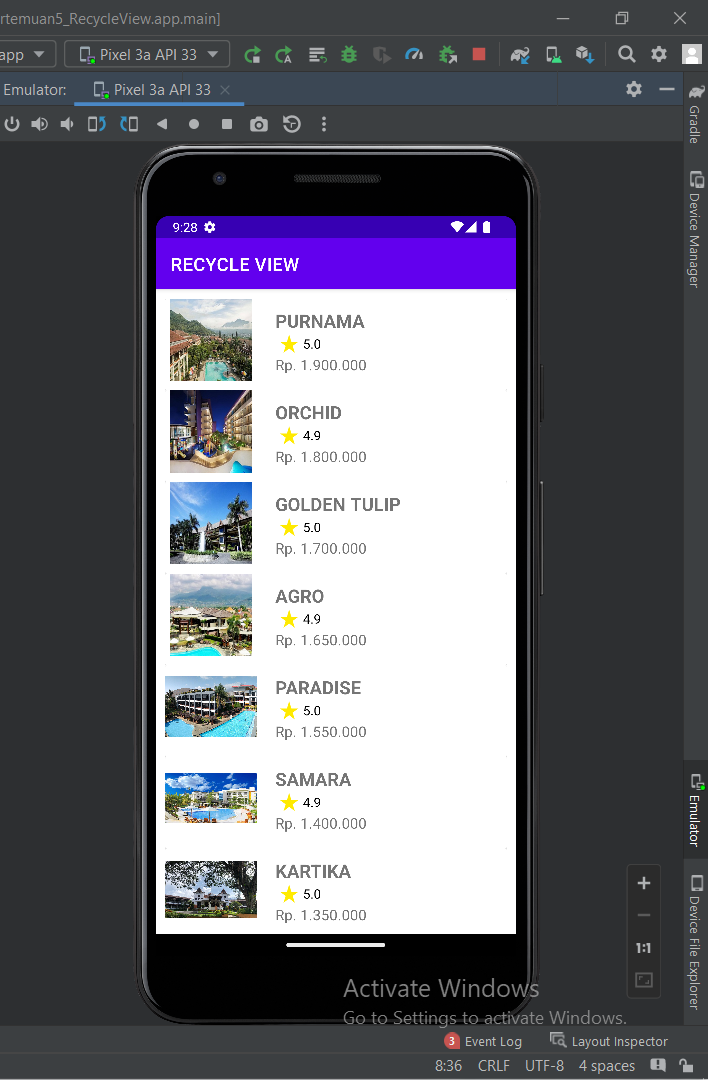 rtemuan5_RecycleView.app.main]
app
Pixel 3a API 33
Emulator:
Pixel 3a API 33
Gradle
Device Manager
9:28
RECYCLE VIEW
PURNAMA
5.0
Rp. 1.900.000
ORCHID
4.9
Rp. 1.800.000
GOLDEN TULIP
5.0
Rp. 1.700.000
AGRO
4.9
Rp. 1.650.000
PARADISE
5.0
Rp. 1.550.000
SAMARA
4.9
Rp. 1.400.000
KARTIKA
5.0
Rp. 1.350.000
Emulator
1:1
Device File Explorer
Activate Windows
Go to Settings to activate Windows.
3 Event Log
Layout Inspector
8:36 CRLF UTF-8 4 spaces